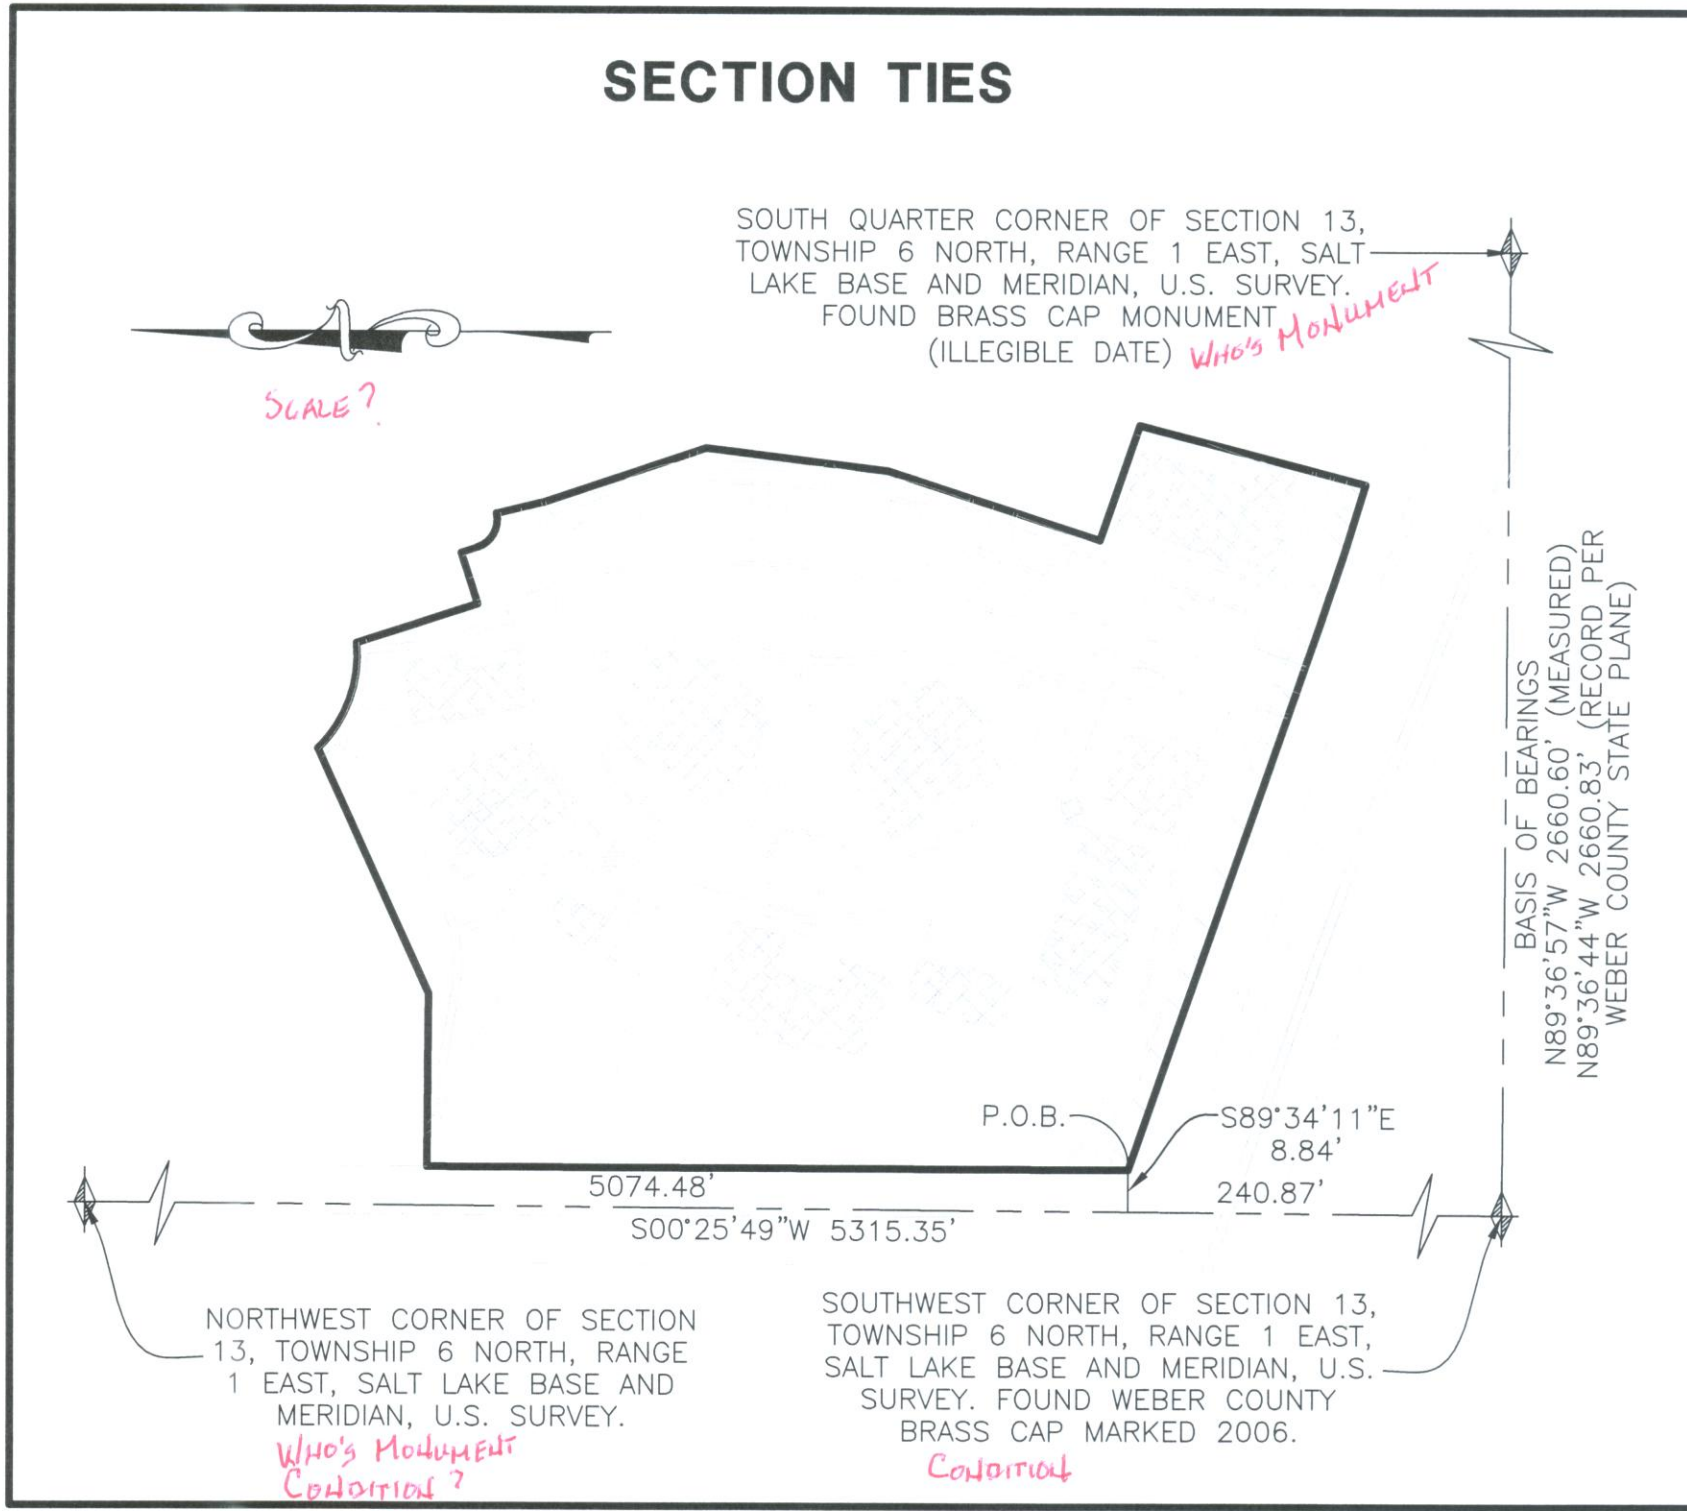 SECTION TIES
SOUTH QUARTER CORNER OF SECTION 13,
TOWNSHIP 6 NORTH, RANGE 1 EAST, SALT
LAKE BASE AND MERIDIAN, U.S. SURVEY.
FOUND BRASS CAP MONUMENT
(ILLEGIBLE DATE)
WHO'S MONUMENT
SCALE?
BASIS OF BEARINGS
N89°36'57"W 2660.60' (MEASURED)
N89°36'44"W 2660.83' (RECORD PER
WEBER COUNTY STATE PLANE)
P.O.B.
S89°34'11"E
8.84'
5074.48'
240.87'
S00°25'49"W 5315.35'
NORTHWEST CORNER OF SECTION
13, TOWNSHIP 6 NORTH, RANGE
1 EAST, SALT LAKE BASE AND
MERIDIAN, U.S. SURVEY.
WHO'S MONUMENT
CONDITION?
SOUTHWEST CORNER OF SECTION 13,
TOWNSHIP 6 NORTH, RANGE 1 EAST,
SALT LAKE BASE AND MERIDIAN, U.S.
SURVEY. FOUND WEBER COUNTY
BRASS CAP MARKED 2006.
CONDITION